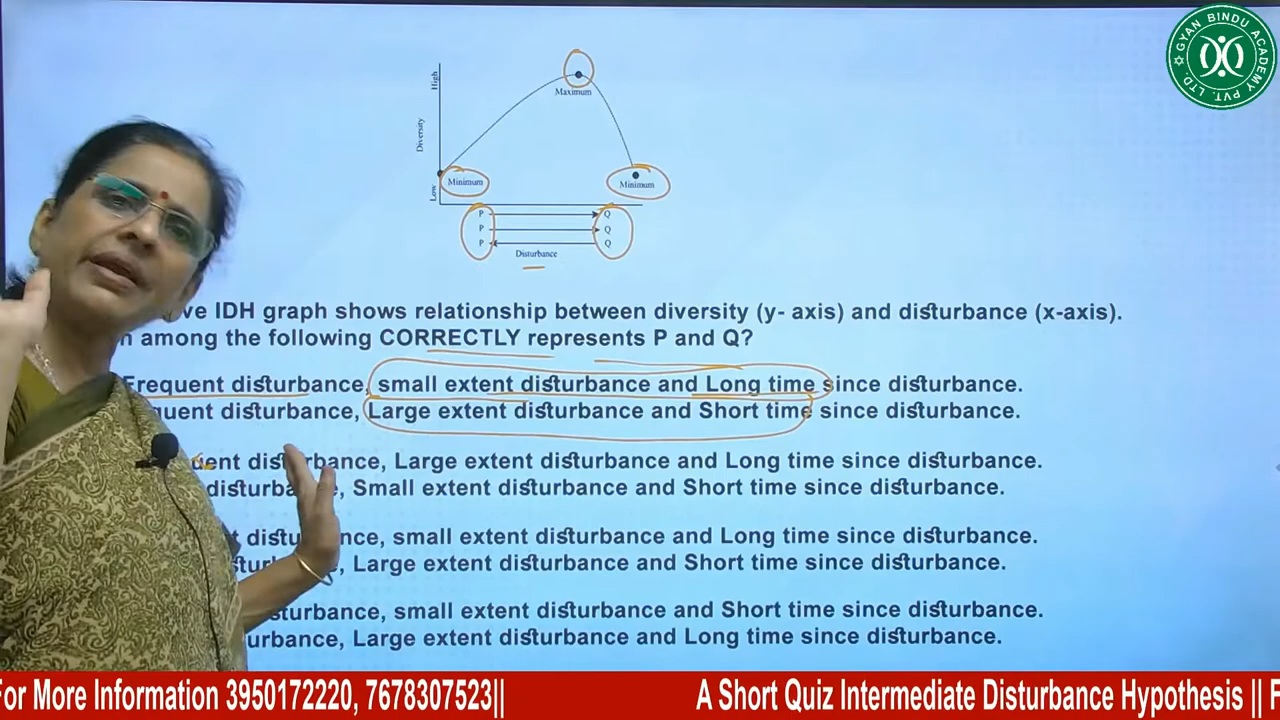 GYAN BINDU ACADEMY PVT. LTD.
High
Diversity
Low
Maximum
Minimum
Minimum
P Q
P Q
P Q
Disturbance
ve IDH graph shows relationship between diversity (y- axis) and disturbance (x-axis).
among the following CORRECTLY represents P and Q?
Frequent disturbance, small extent disturbance and Long time since disturbance.
quent disturbance, Large extent disturbance and Short time since disturbance.
uent disturbance, Large extent disturbance and Long time since disturbance.
disturba , Small extent disturbance and Short time since disturbance.
distu nce, small extent disturbance and Long time since disturbance.
, Large extent disturbance and Short time since disturbance.
sturbance, small extent disturbance and Short time since disturbance.
urbance, Large extent disturbance and Long time since disturbance.
For More Information 3950172220, 7678307523|| A Short Quiz Intermediate Disturbance Hypothesis || F